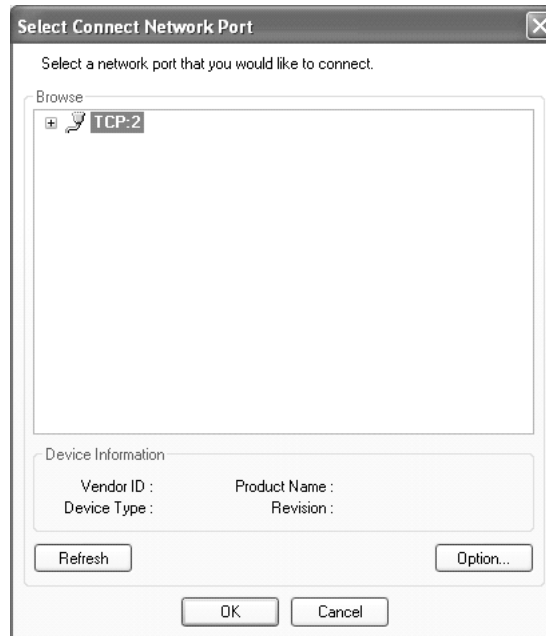 Select Connect Network Port
Select a network port that you would like to connect.
Browse
TCP:2
Device Information
Vendor ID : Product Name :
Device Type : Revision :
Refresh Option...
OK Cancel